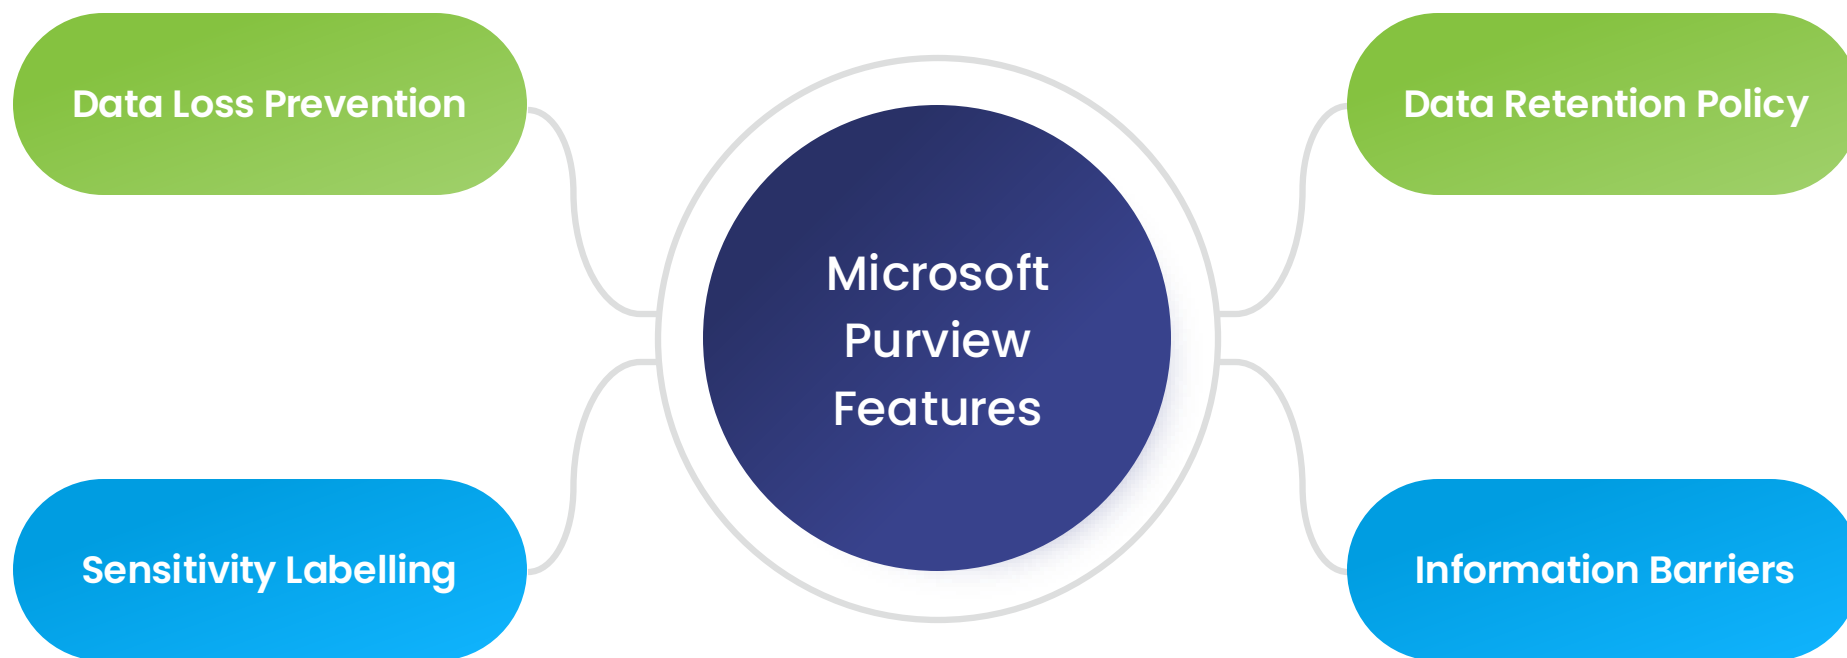 Data Loss Prevention
Data Retention Policy
Microsoft
Purview
Features
Sensitivity Labelling
Information Barriers